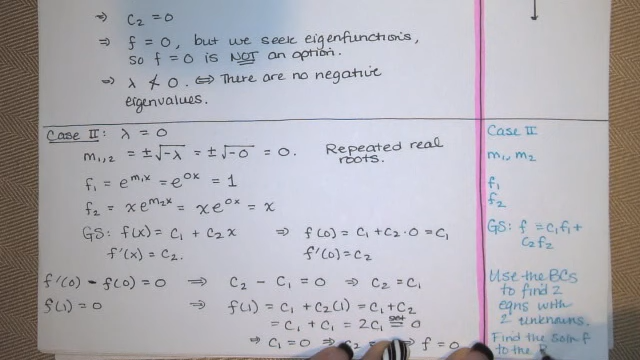 ⇒ C₂ = 0
⇒ f = 0, but we seek eigenfunctions,
so f = 0 is NOT an option.
⇒ λ ≮ 0. ⇔ There are no negative
eigenvalues.
Case II: λ = 0
m₁,₂ = ±√-λ = ±√-0 = 0. Repeated real
roots.
f₁ = e^{m₁x} = e^{0x} = 1
f₂ = xe^{m₂x} = xe^{0x} = x
GS: f(x) = C₁ + C₂x ⇒ f(0) = C₁ + C₂·0 = C₁
f'(x) = C₂. f'(0) = C₂
f'(0) - f(0) = 0 ⇒ C₂ - C₁ = 0 ⇒ C₂ = C₁
f(1) = 0 ⇒ f(1) = C₁ + C₂(1) = C₁ + C₂
= C₁ + C₁ = 2C₁ = 0
⇒ C₁ = 0 ⇒ C₂ = ⇒ f = 0
Case II
m₁, m₂
f₁
f₂
GS: f = C₁f₁ +
C₂f₂
Use the BCs
to find 2
eqns with
2 unknowns.
Find the soln f
to the B